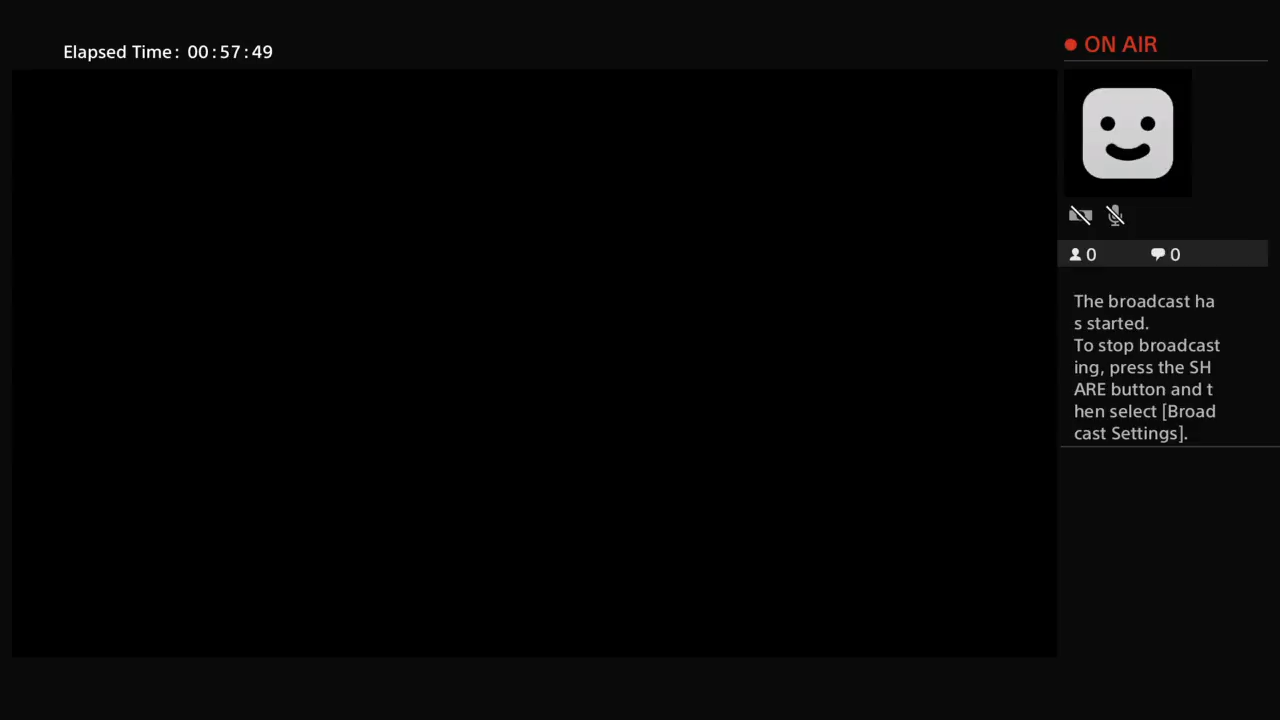 Elapsed Time: 00:57:49
ON AIR
0 0
The broadcast ha
s started.
To stop broadcast
ing, press the SH
ARE button and t
hen select [Broad
cast Settings].